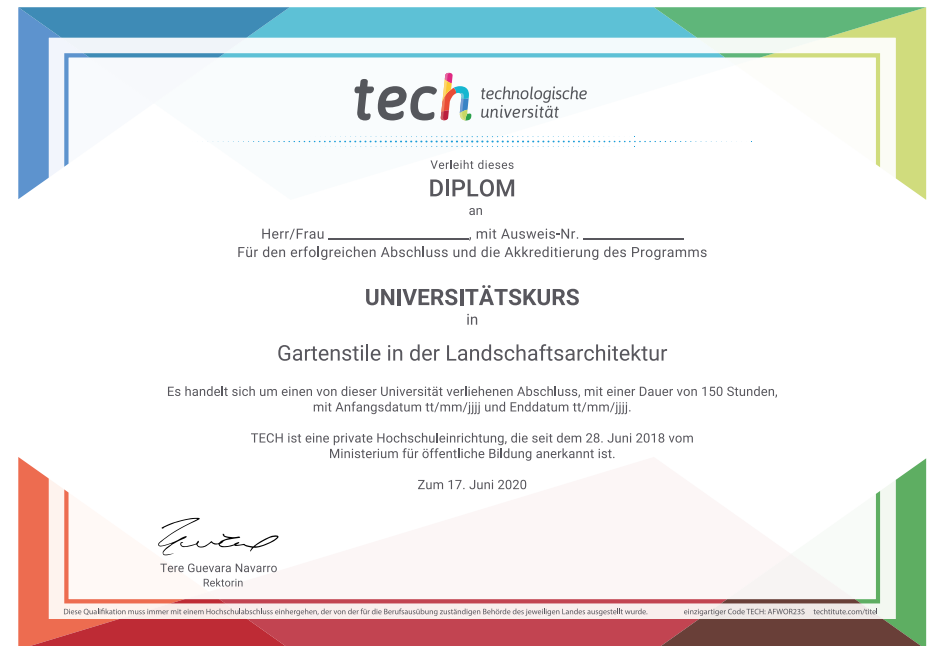 tech technologische
universität
Verleiht dieses
DIPLOM
an
Herr/Frau ____________________, mit Ausweis-Nr. ______________
Für den erfolgreichen Abschluss und die Akkreditierung des Programms
UNIVERSITÄTSKURS
in
Gartenstile in der Landschaftsarchitektur
Es handelt sich um einen von dieser Universität verliehenen Abschluss, mit einer Dauer von 150 Stunden,
mit Anfangsdatum tt/mm/jjjj und Enddatum tt/mm/jjjj.
TECH ist eine private Hochschuleinrichtung, die seit dem 28. Juni 2018 vom
Ministerium für öffentliche Bildung anerkannt ist.
Zum 17. Juni 2020
Tere Guevara Navarro
Rektorin
Diese Qualifikation muss immer mit einem Hochschulabschluss einhergehen, der von der für die Berufsausübung zuständigen Behörde des jeweiligen Landes ausgestellt wurde. einzigartiger Code TECH: AFWOR23S techtitute.com/titel